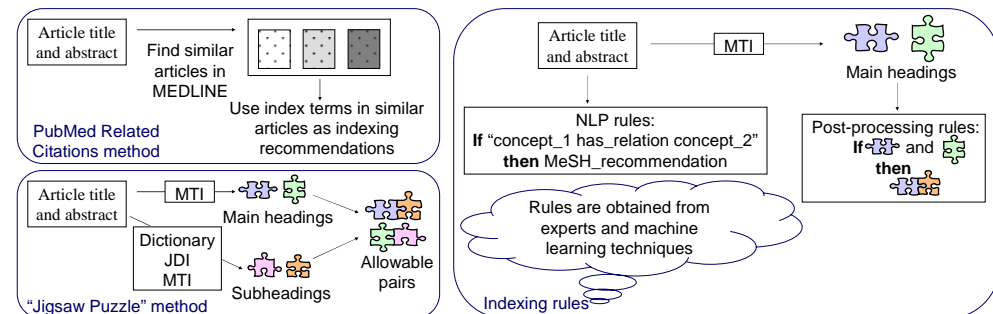 Article title
and abstract
Find similar
articles in
MEDLINE
Use index terms in similar
articles as indexing
recommendations
PubMed Related
Citations method
Article title
and abstract
MTI
Main headings
Dictionary
JDI
MTI
Subheadings
Allowable
pairs
“Jigsaw Puzzle” method
Article title
and abstract
MTI
Main headings
NLP rules:
If “concept_1 has_relation concept_2”
then MeSH_recommendation
Post-processing rules:
If and
then
Rules are obtained from
experts and machine
learning techniques
Indexing rules